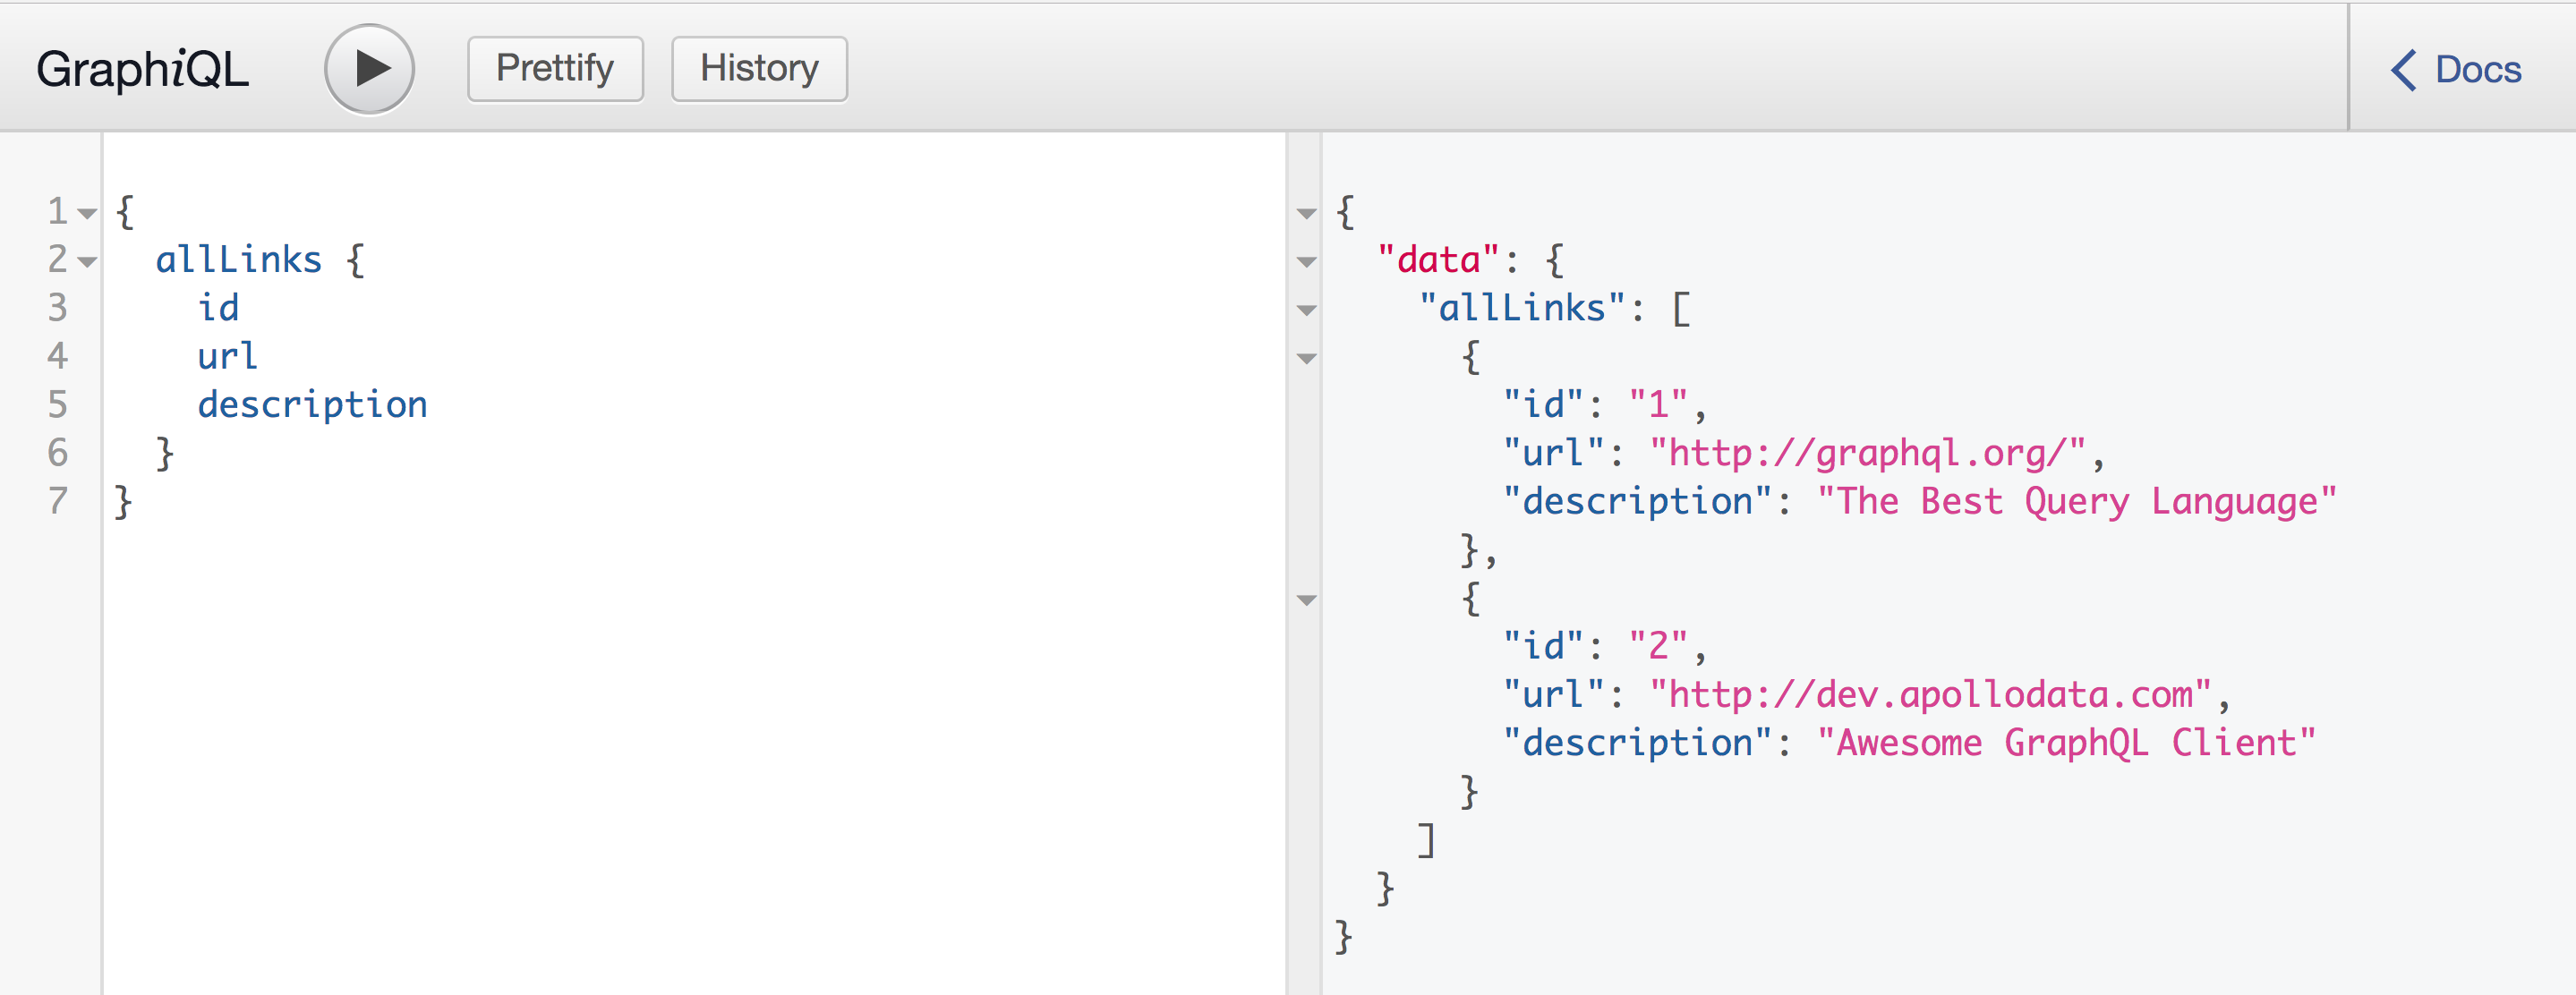 GraphiQL Prettify History Docs
1 {
2   allLinks {
3     id
4     url
5     description
6   }
7 }
{
  "data": {
    "allLinks": [
      {
        "id": "1",
        "url": "http://graphql.org/",
        "description": "The Best Query Language"
      },
      {
        "id": "2",
        "url": "http://dev.apollodata.com",
        "description": "Awesome GraphQL Client"
      }
    ]
  }
}